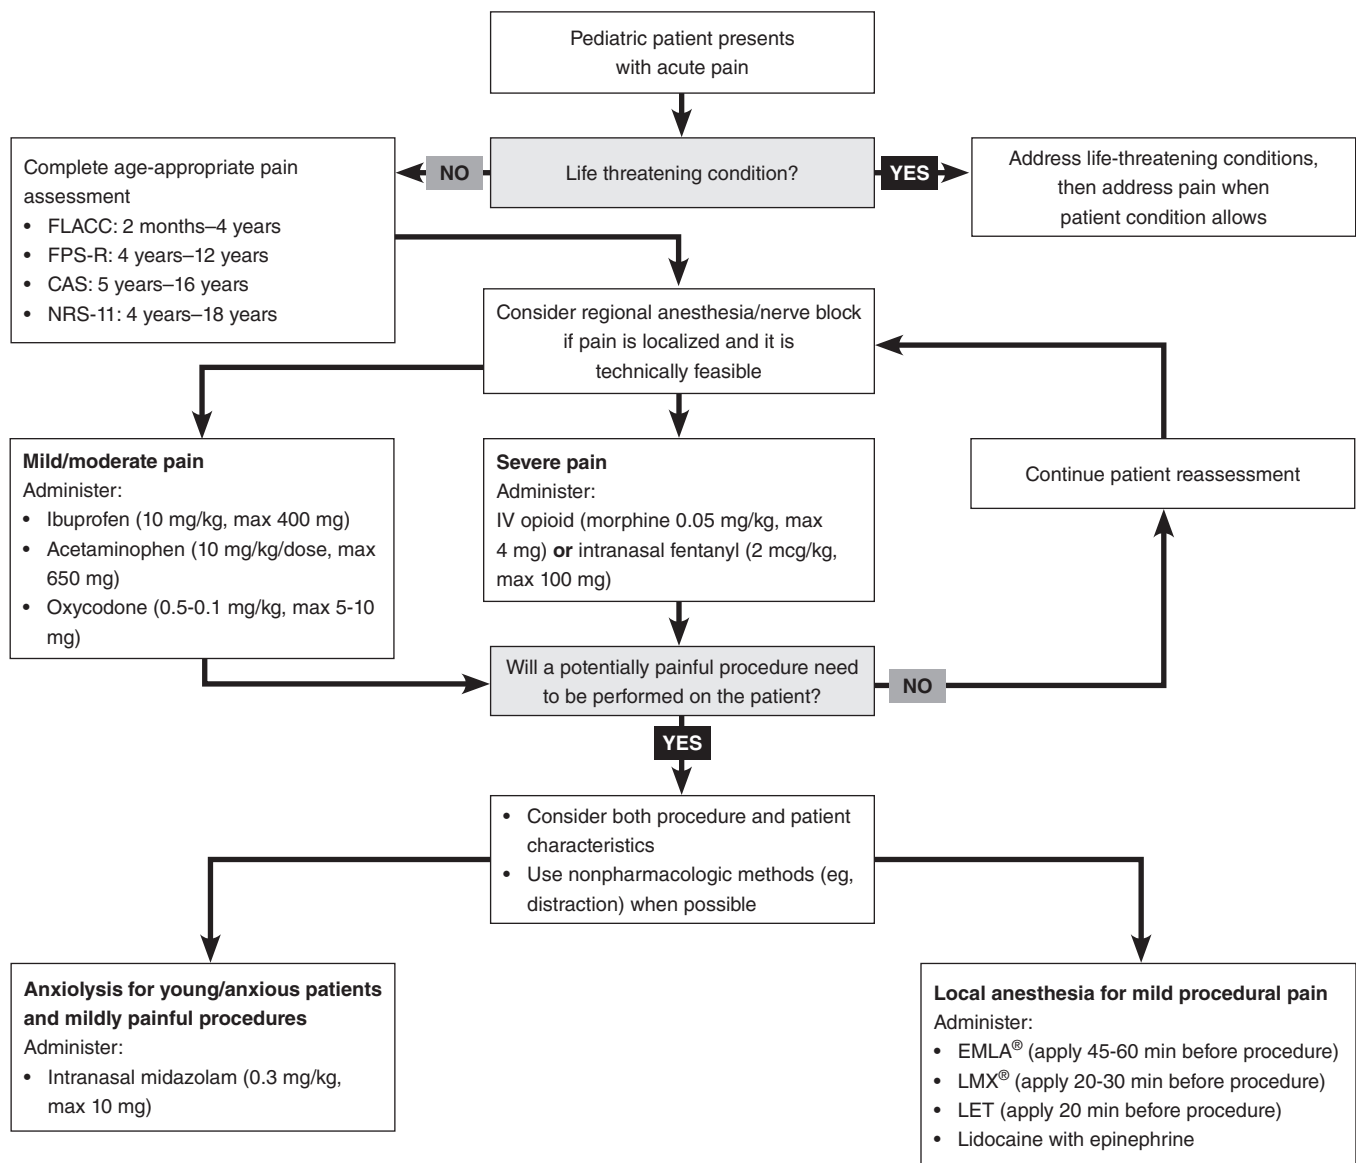 Pediatric patient presents
with acute pain
Life threatening condition?
NO
YES
Complete age-appropriate pain
assessment
• FLACC: 2 months–4 years
• FPS-R: 4 years–12 years
• CAS: 5 years–16 years
• NRS-11: 4 years–18 years
Address life-threatening conditions,
then address pain when
patient condition allows
Consider regional anesthesia/nerve block
if pain is localized and it is
technically feasible
Mild/moderate pain
Administer:
• Ibuprofen (10 mg/kg, max 400 mg)
• Acetaminophen (10 mg/kg/dose, max
650 mg)
• Oxycodone (0.5-0.1 mg/kg, max 5-10
mg)
Severe pain
Administer:
IV opioid (morphine 0.05 mg/kg, max
4 mg) or intranasal fentanyl (2 mcg/kg,
max 100 mg)
Continue patient reassessment
Will a potentially painful procedure need
to be performed on the patient?
NO
YES
• Consider both procedure and patient
characteristics
• Use nonpharmacologic methods (eg,
distraction) when possible
Anxiolysis for young/anxious patients
and mildly painful procedures
Administer:
• Intranasal midazolam (0.3 mg/kg,
max 10 mg)
Local anesthesia for mild procedural pain
Administer:
• EMLA® (apply 45-60 min before procedure)
• LMX® (apply 20-30 min before procedure)
• LET (apply 20 min before procedure)
• Lidocaine with epinephrine